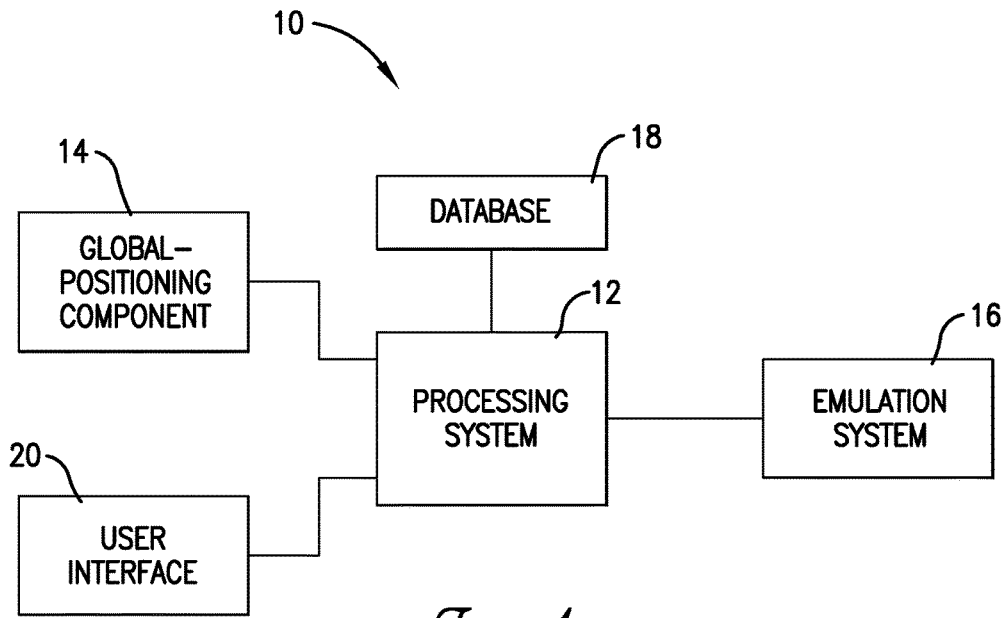 10
18
DATABASE
14
GLOBAL-
POSITIONING
COMPONENT
12
PROCESSING
SYSTEM
16
EMULATION
SYSTEM
20
USER
INTERFACE